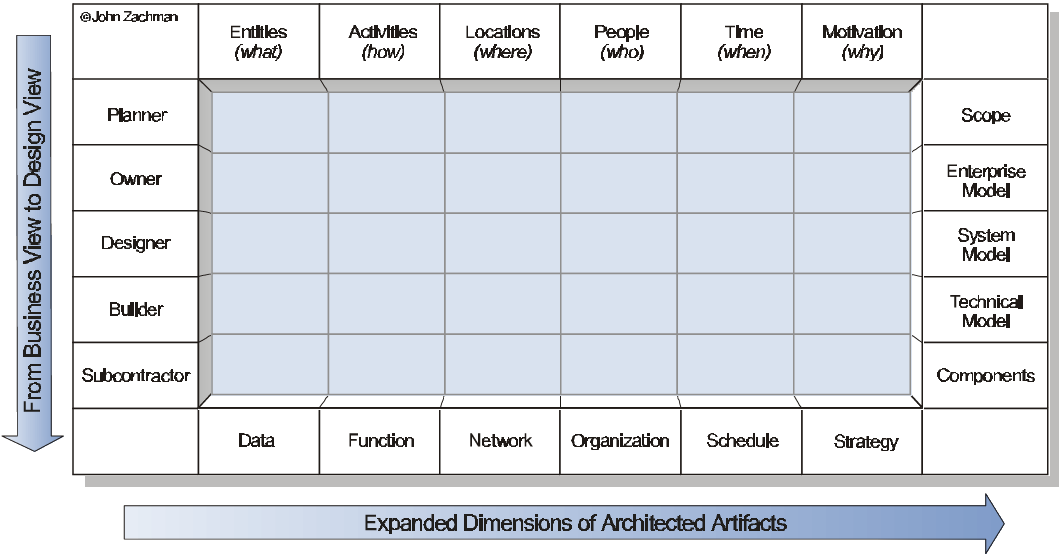 © John Zachman
Entities
(what)
Activities
(how)
Locations
(where)
People
(who)
Time
(when)
Motivation
(why)
From Business View to Design View
Planner
Scope
Owner
Enterprise
Model
Designer
System
Model
Builder
Technical
Model
Subcontractor
Components
Data
Function
Network
Organization
Schedule
Strategy
Expanded Dimensions of Architected Artifacts